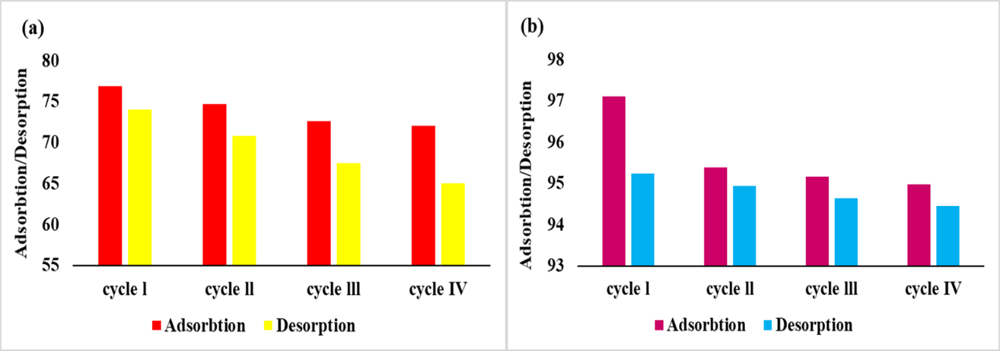 (a)
Adsorbtion/Desorption
80
75
70
65
60
55
cycle l
cycle ll
cycle lll
cycle IV
Adsorbtion
Desorption
(b)
Adsorbtion/Desorption
98
97
96
95
94
93
cycle l
cycle ll
cycle lll
cycle IV
Adsorbtion
Desorption